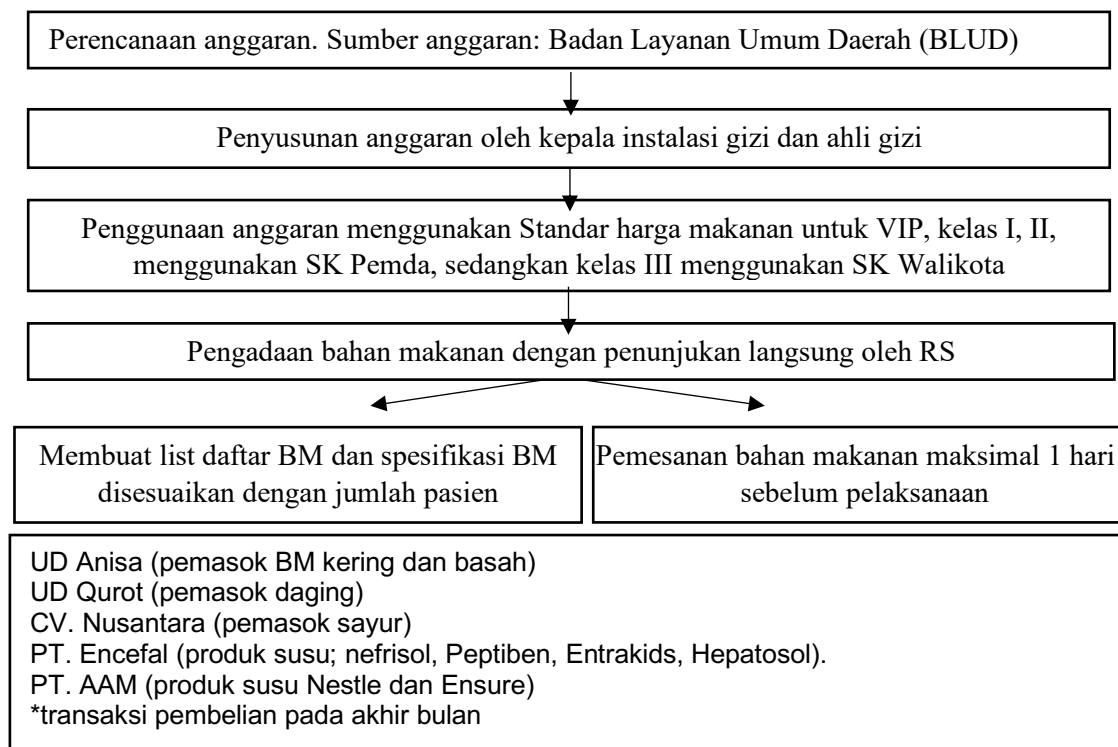 Perencanaan anggaran. Sumber anggaran: Badan Layanan Umum Daerah (BLUD)
Penyusunan anggaran oleh kepala instalasi gizi dan ahli gizi
Penggunaan anggaran menggunakan Standar harga makanan untuk VIP, kelas I, II,
menggunakan SK Pemda, sedangkan kelas III menggunakan SK Walikota
Pengadaan bahan makanan dengan penunjukan langsung oleh RS
Membuat list daftar BM dan spesifikasi BM
disesuaikan dengan jumlah pasien
Pemesanan bahan makanan maksimal 1 hari
sebelum pelaksanaan
UD Anisa (pemasok BM kering dan basah)
UD Qurot (pemasok daging)
CV. Nusantara (pemasok sayur)
PT. Encefal (produk susu; nefrisol, Peptiben, Entrakids, Hepatosol).
PT. AAM (produk susu Nestle dan Ensure)
*transaksi pembelian pada akhir bulan